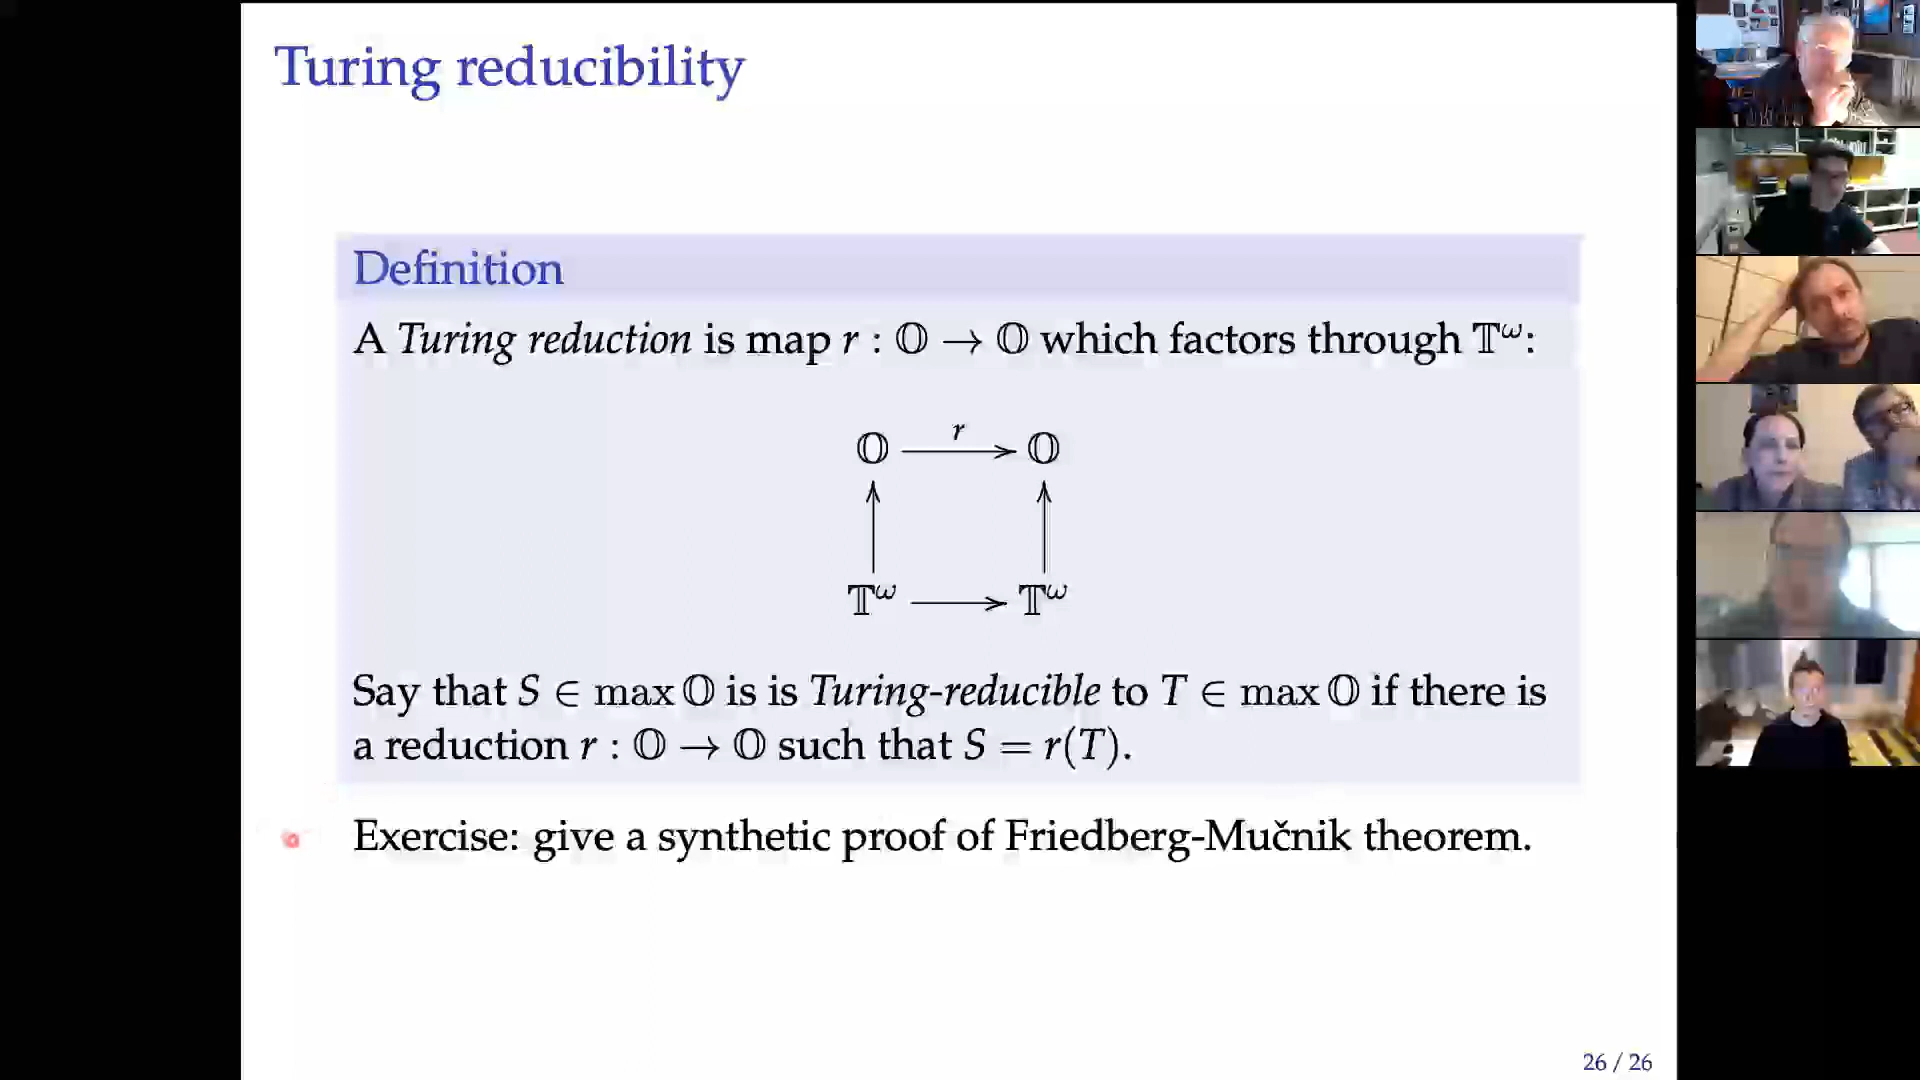 Turing reducibility
Definition
A Turing reduction is map r : 𝕆 → 𝕆 which factors through 𝕋^ω:
𝕆 r 𝕆
𝕋^ω 𝕋^ω
Say that S ∈ max 𝕆 is is Turing-reducible to T ∈ max 𝕆 if there is
a reduction r : 𝕆 → 𝕆 such that S = r(T).
Exercise: give a synthetic proof of Friedberg-Mučnik theorem.
26 / 26